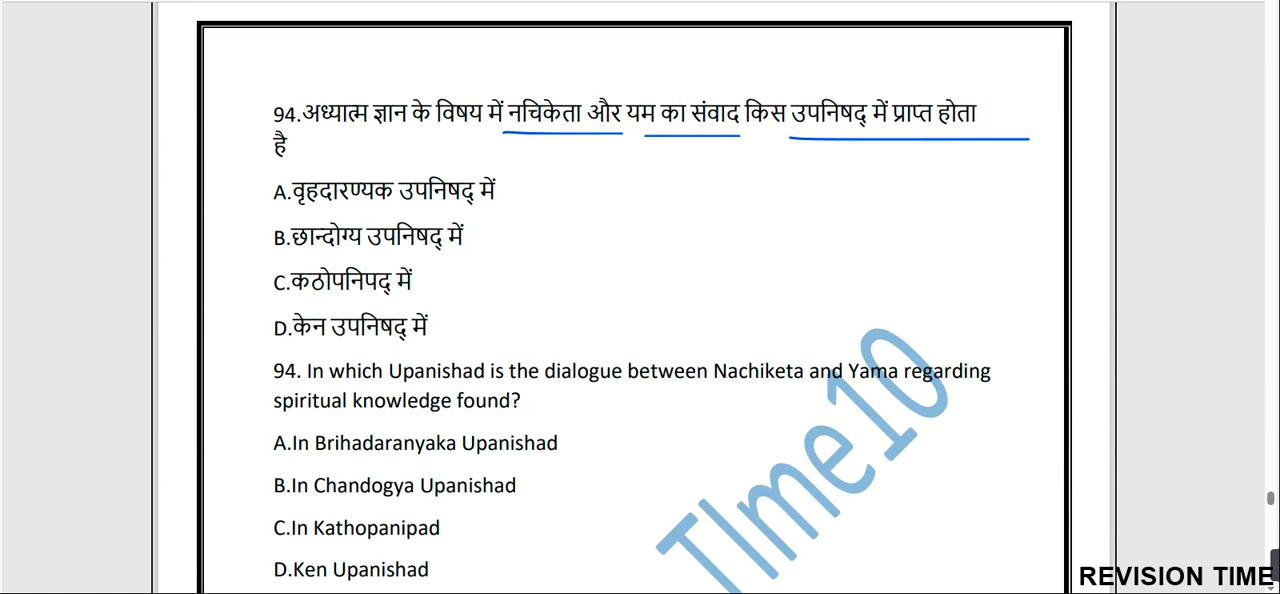 94.अध्यात्म ज्ञान के विषय में नचिकेता और यम का संवाद किस उपनिषद् में प्राप्त होता
है
A.वृहदारण्यक उपनिषद् में
B.छान्दोग्य उपनिषद् में
C.कठोपनिपद् में
D.केन उपनिषद् में
94. In which Upanishad is the dialogue between Nachiketa and Yama regarding
spiritual knowledge found?
A.In Brihadaranyaka Upanishad
B.In Chandogya Upanishad
C.In Kathopanipad
D.Ken Upanishad
TIme10
REVISION TIME